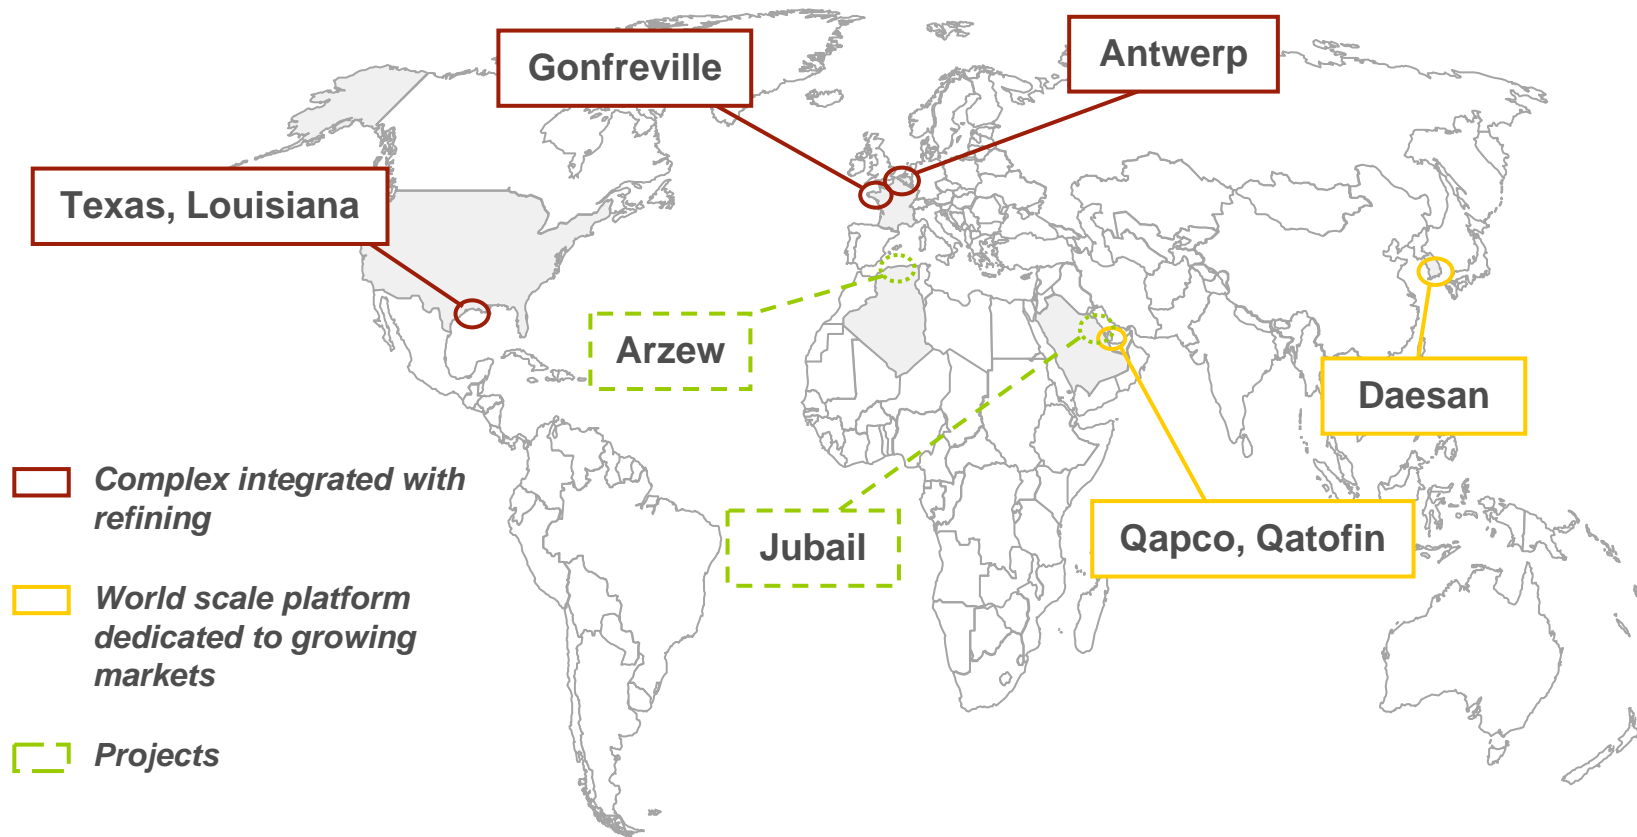 Gonfreville
Antwerp
Texas, Louisiana
Arzew
Daesan
Jubail
Qapco, Qatofin
Complex integrated with
refining
World scale platform
dedicated to growing
markets
Projects